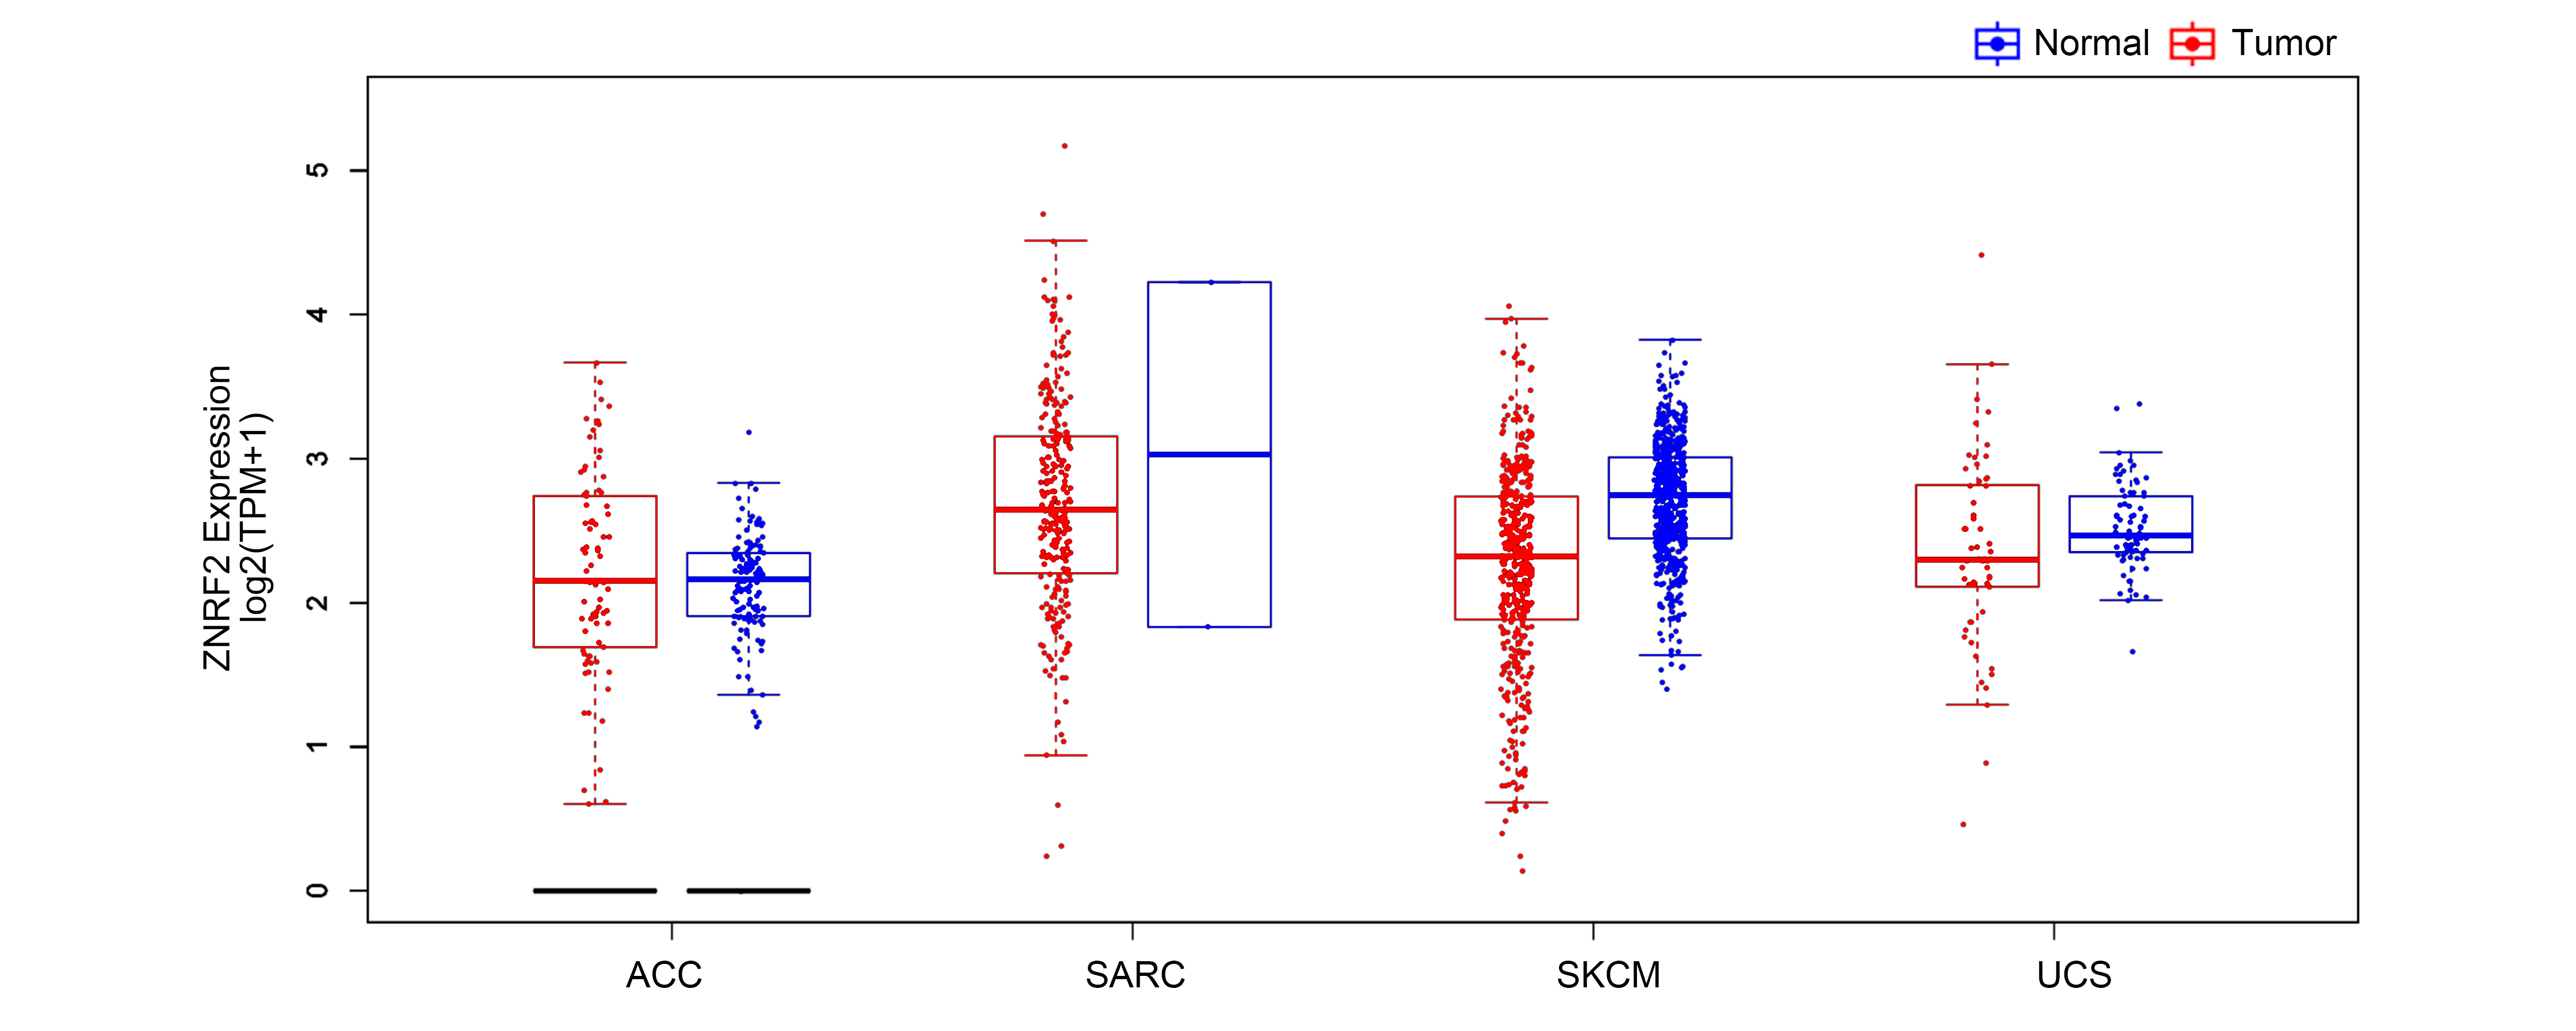 Normal Tumor
ZNRF2 Expression
log2(TPM+1)
5
4
3
2
1
0
ACC SARC SKCM UCS